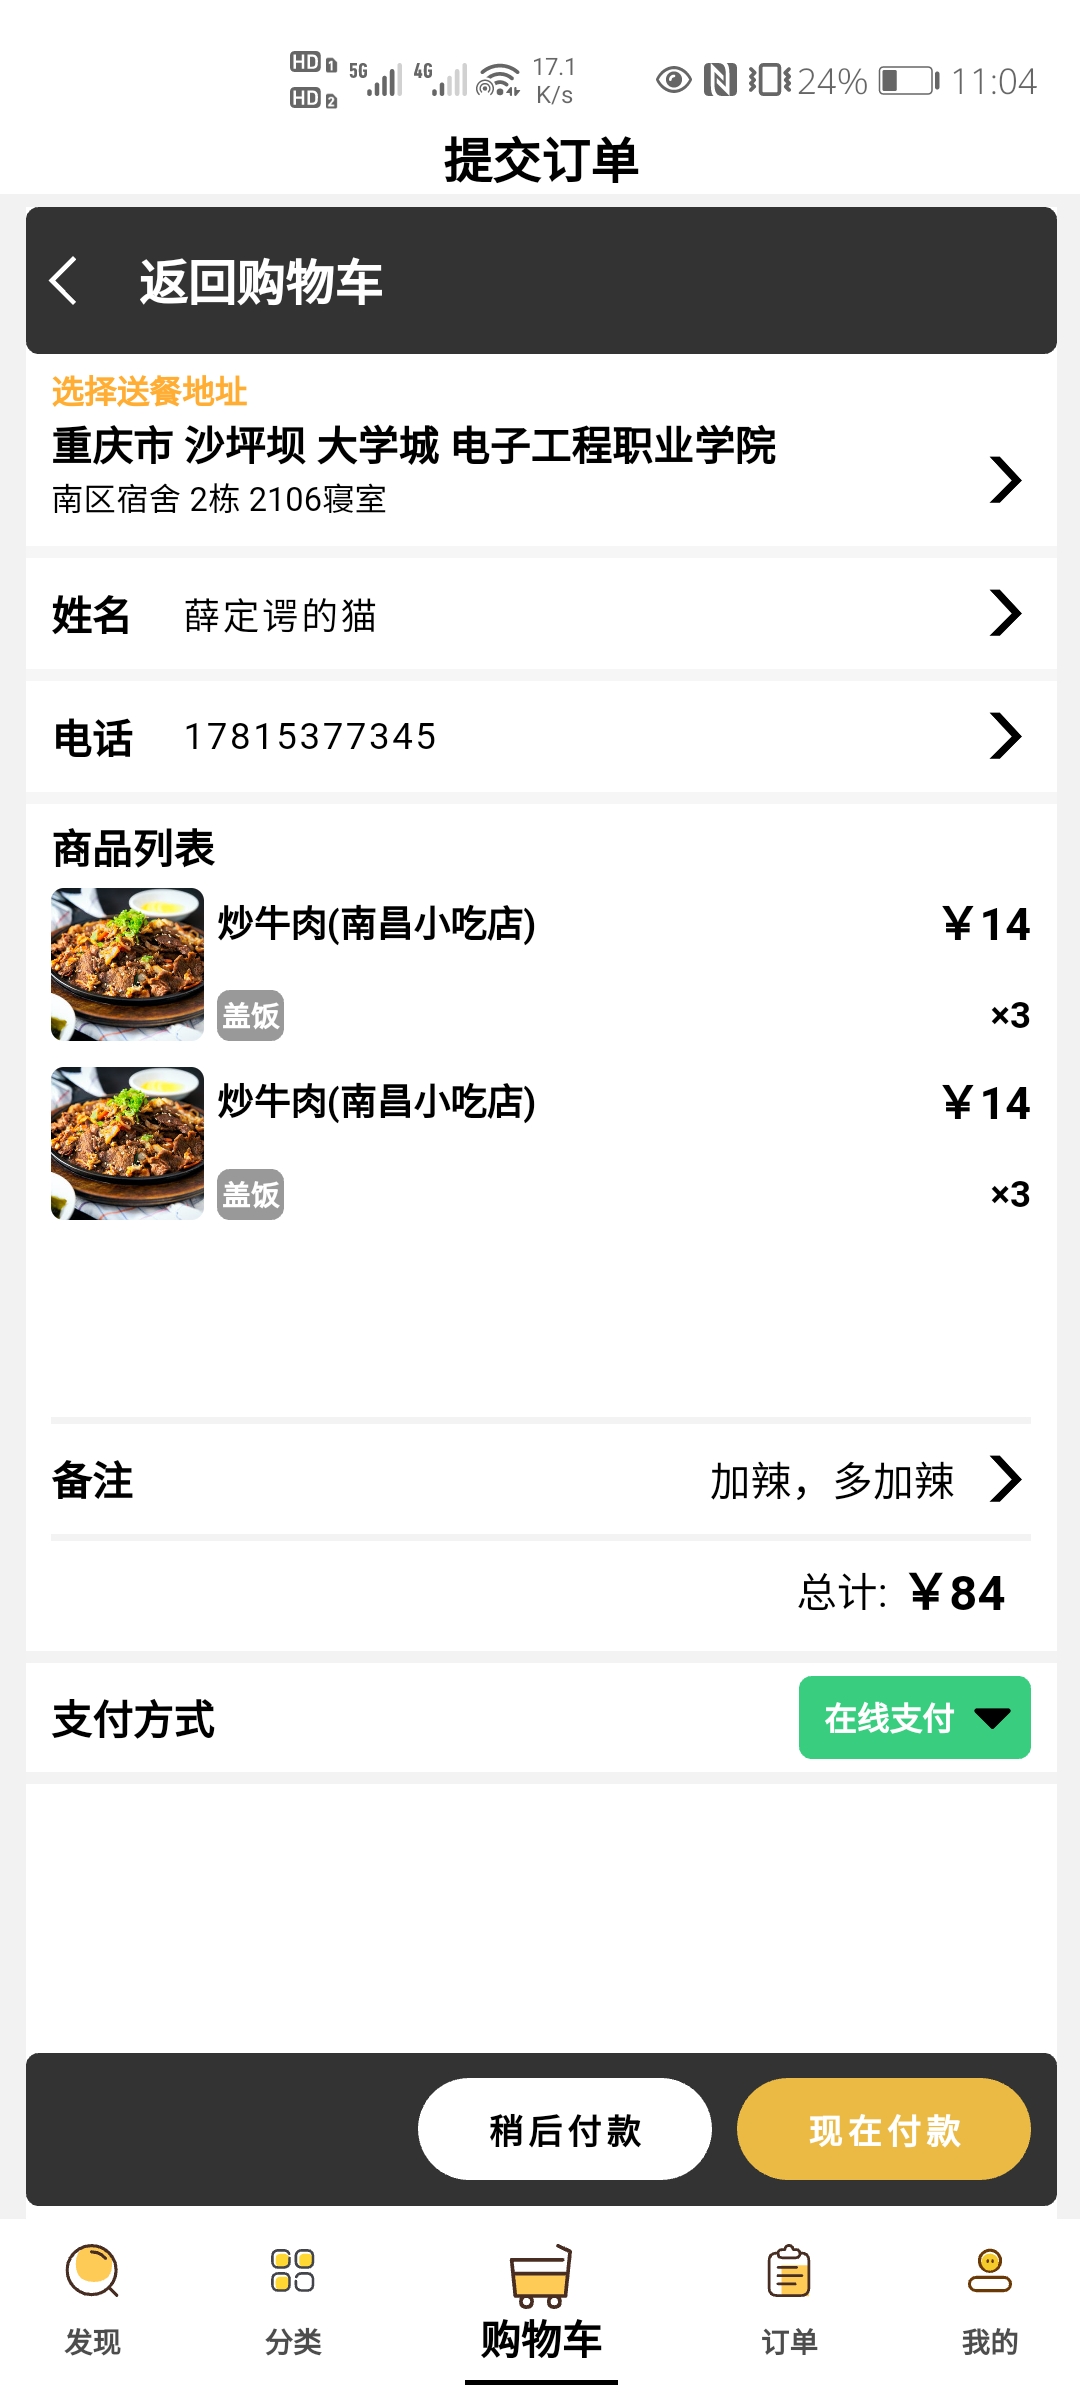 HD 1 5G 4G 17.1 24% 11:04
HD 2 K/s
提交订单
返回购物车
选择送餐地址
重庆市 沙坪坝 大学城 电子工程职业学院
南区宿舍 2栋 2106寝室
姓名 薛定谔的猫
电话 17815377345
商品列表
炒牛肉(南昌小吃店) ￥14
盖饭 ×3
炒牛肉(南昌小吃店) ￥14
盖饭 ×3
备注 加辣，多加辣
总计: ￥84
支付方式 在线支付
稍后付款 现在付款
发现 分类 购物车 订单 我的